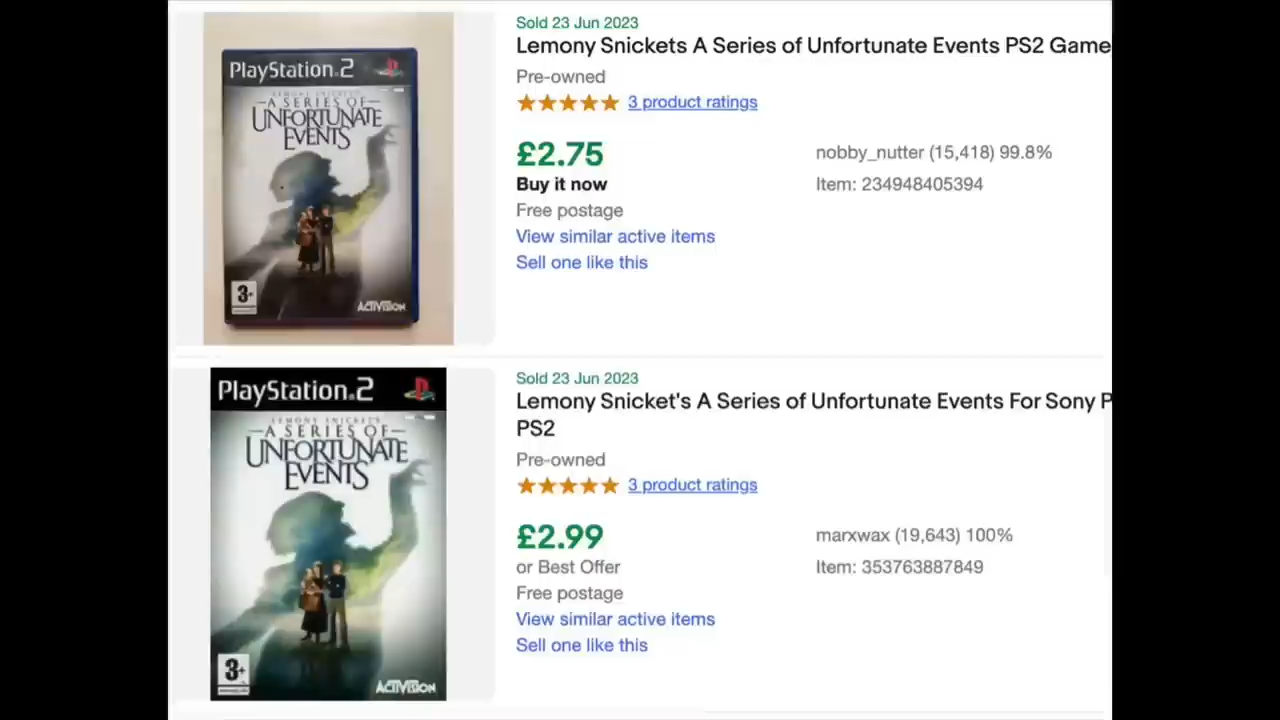 PlayStation.2
LEMONY SNICKET'S
A SERIES OF
UNFORTUNATE
EVENTS
3+
ACTIVISION
Sold 23 Jun 2023
Lemony Snickets A Series of Unfortunate Events PS2 Game
Pre-owned
3 product ratings
£2.75
nobby_nutter (15,418) 99.8%
Buy it now
Item: 234948405394
Free postage
View similar active items
Sell one like this
PlayStation.2
LEMONY SNICKET'S
A SERIES OF
UNFORTUNATE
EVENTS
3+
ACTIVISION
Sold 23 Jun 2023
Lemony Snicket's A Series of Unfortunate Events For Sony P
PS2
Pre-owned
3 product ratings
£2.99
marxwax (19,643) 100%
or Best Offer
Item: 353763887849
Free postage
View similar active items
Sell one like this